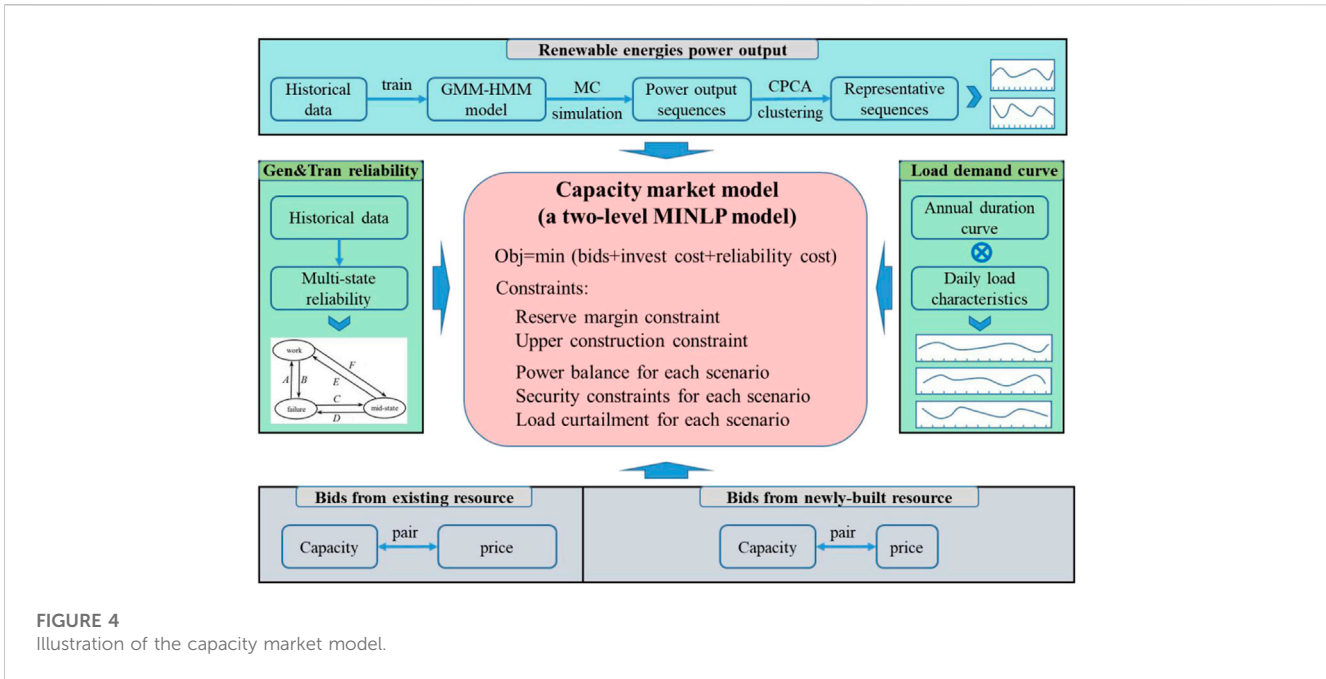 Renewable energies power output
Historical
data
train
GMM-HMM
model
MC
simulation
Power output
sequences
CPCA
clustering
Representative
sequences
Gen&Tran reliability
Historical data
Multi-state
reliability
work
A
B
F
E
C
D
failure
mid-state
Capacity market model
(a two-level MINLP model)
Obj=min (bids+invest cost+reliability cost)
Constraints:
Reserve margin constraint
Upper construction constraint
Power balance for each scenario
Security constraints for each scenario
Load curtailment for each scenario
Load demand curve
Annual duration
curve
Daily load
characteristics
Bids from existing resource
Capacity
pair
price
Bids from newly-built resource
Capacity
pair
price
FIGURE 4
Illustration of the capacity market model.